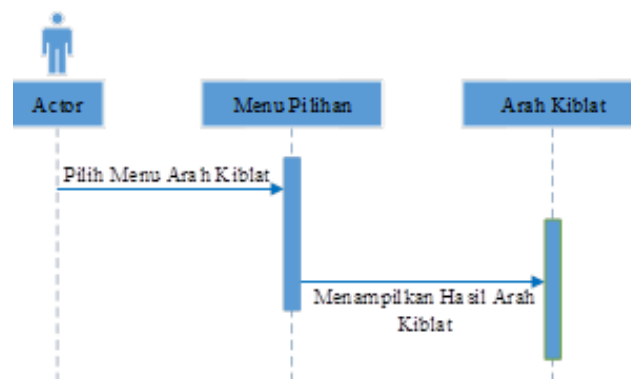 Actor
Menu Pilihan
Arah Kiblat
Pilih Menu Arah Kiblat
Menampilkan Hasil Arah
Kiblat